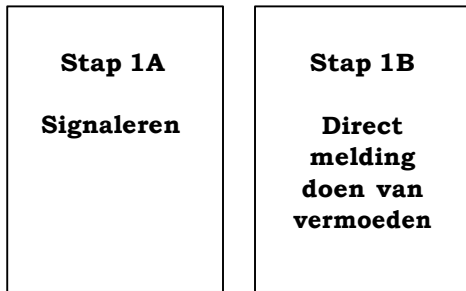 Stap 1A
Signaleren
Stap 1B
Direct
melding
doen van
vermoeden